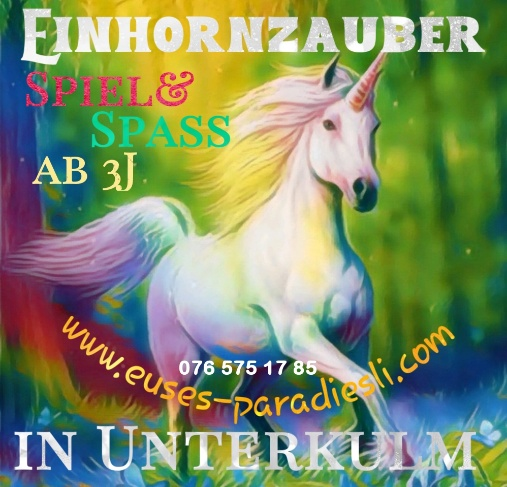 Einhornzauber
Spiel&
Spass
ab 3J
076 575 17 85
www.euses-paradiesli.com
in Unterkulm